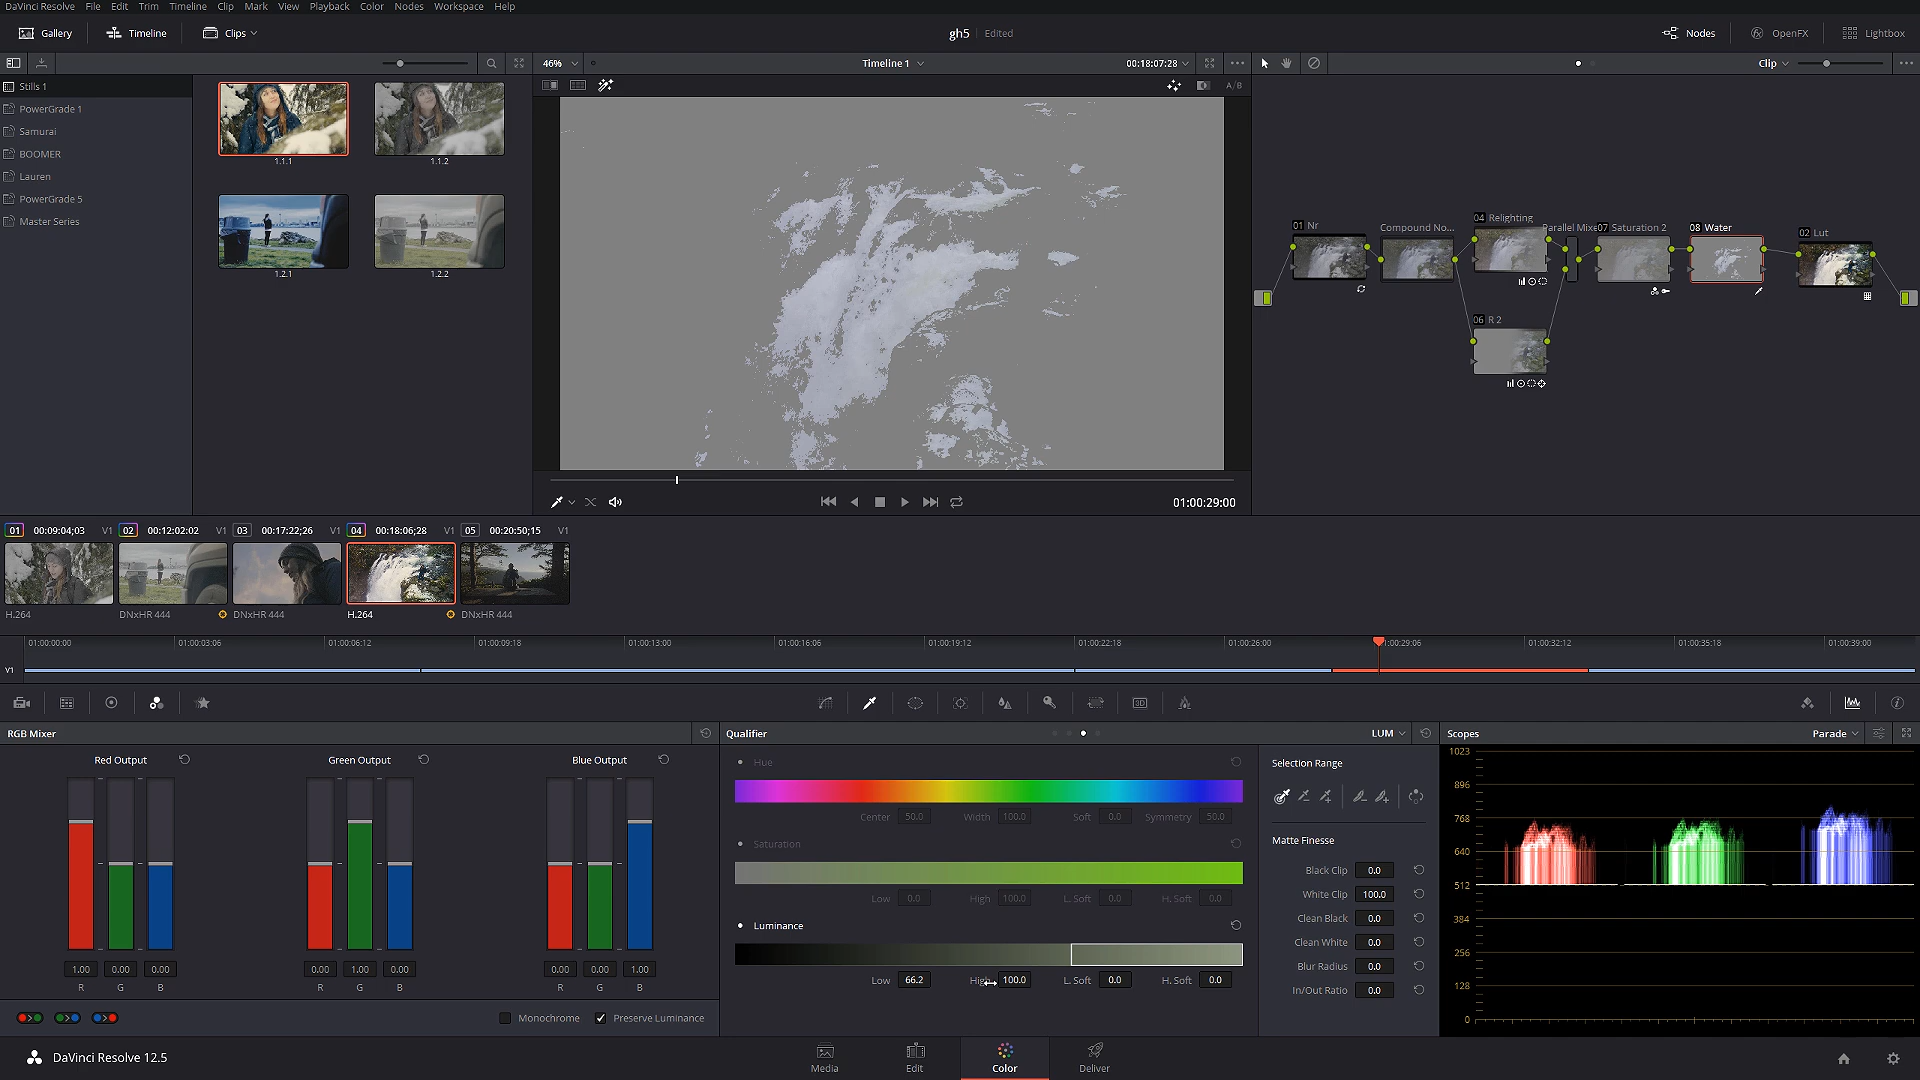 DaVinci Resolve File Edit Trim Timeline Clip Mark View Playback Color Nodes Workspace Help
Gallery Timeline Clips gh5 Edited Nodes OpenFX Lightbox
46% Timeline 1 00:18:07:28 Clip
A/B
Stills 1
PowerGrade 1
Samurai
BOOMER
Lauren
PowerGrade 5
Master Series
1.1.1 1.1.2
1.2.1 1.2.2
01 Nr
Compound No...
04 Relighting
Parallel Mixe
07 Saturation 2
08 Water
02 Lut
06 R 2
01:00:29:00
01 00:09:04;03 V1 02 00:12:02:02 V1 03 00:17:22;26 V1 04 00:18:06;28 V1 05 00:20:50;15 V1
H.264 DNxHR 444 DNxHR 444 H.264 DNxHR 444
01:00:00:00 01:00:03:06 01:00:06:12 01:00:09:18 01:00:13:00 01:00:16:06 01:00:19:12 01:00:22:18 01:00:26:00 :00:29:06 01:00:32:12 01:00:35:18 01:00:39:00
V1
3D
RGB Mixer
Red Output Green Output Blue Output
1.00 0.00 0.00 0.00 1.00 0.00 0.00 0.00 1.00
R G B R G B R G B
Monochrome Preserve Luminance
Qualifier LUM
Hue
Center 50.0 Width 100.0 Soft 0.0 Symmetry 50.0
Saturation
Low 0.0 High 100.0 L. Soft 0.0 H. Soft 0.0
Luminance
Low 66.2 High 100.0 L. Soft 0.0 H. Soft 0.0
Selection Range
Matte Finesse
Black Clip 0.0
White Clip 100.0
Clean Black 0.0
Clean White 0.0
Blur Radius 0.0
In/Out Ratio 0.0
Scopes Parade
1023
896
768
640
512
384
256
128
0
DaVinci Resolve 12.5
Media Edit Color Deliver